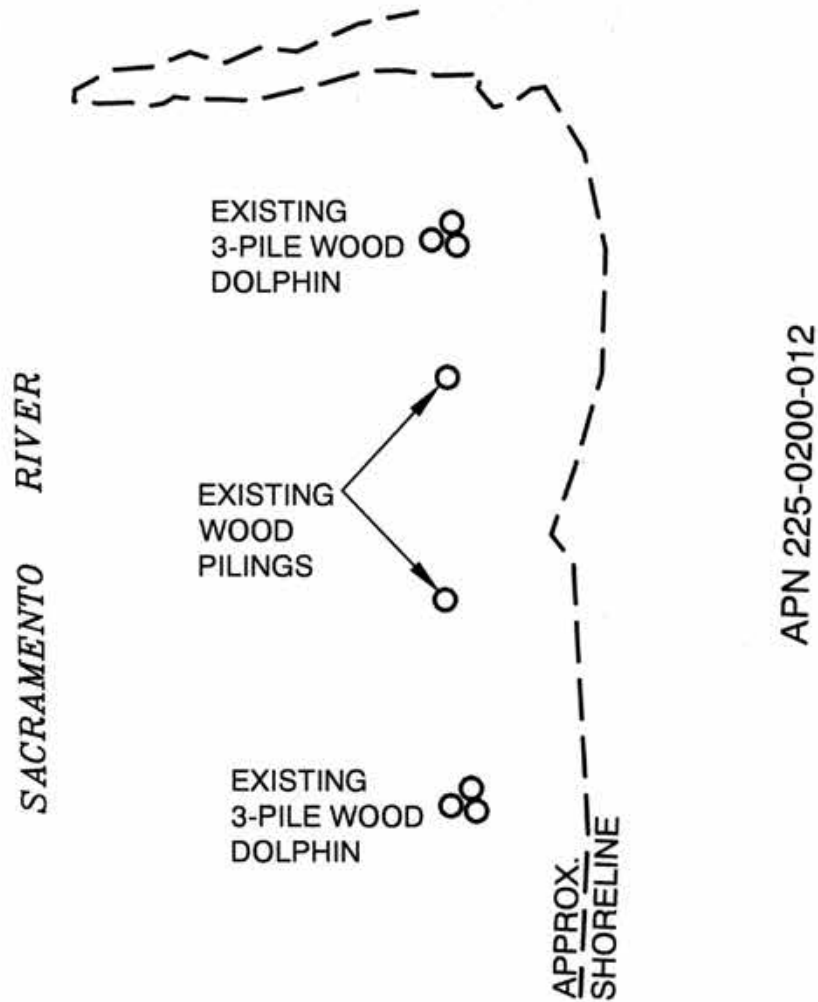 EXISTING
3-PILE WOOD
DOLPHIN
SACRAMENTO RIVER
EXISTING
WOOD
PILINGS
APN 225-0200-012
EXISTING
3-PILE WOOD
DOLPHIN
APPROX.
SHORELINE